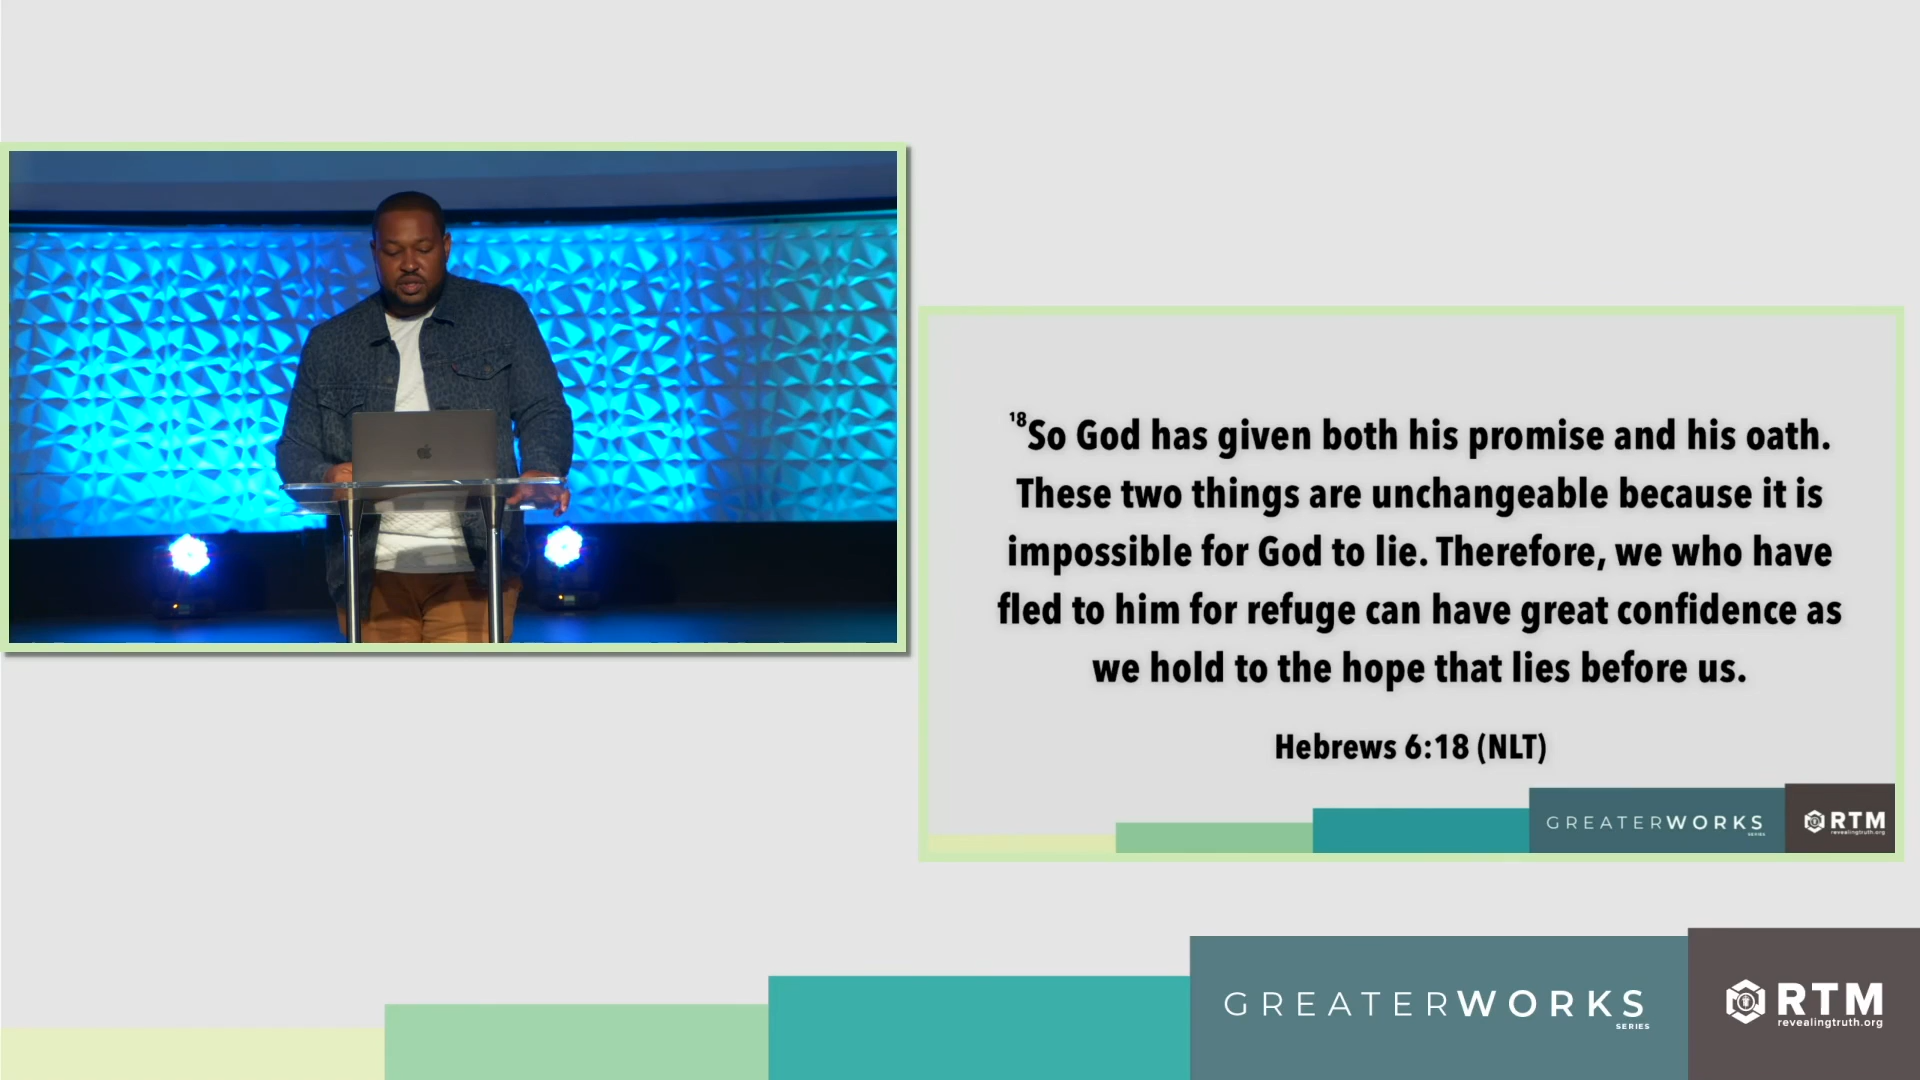 ¹⁸So God has given both his promise and his oath.
These two things are unchangeable because it is
impossible for God to lie. Therefore, we who have
fled to him for refuge can have great confidence as
we hold to the hope that lies before us.
Hebrews 6:18 (NLT)
GREATERWORKS
SERIES
RTM
revealingtruth.org
GREATERWORKS
SERIES
RTM
revealingtruth.org